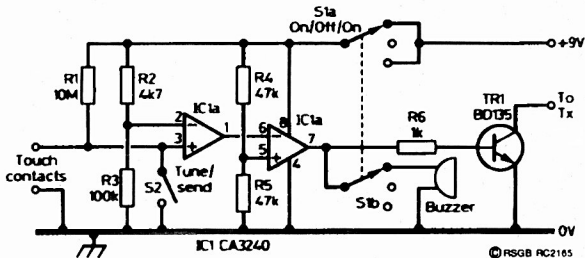 S1a
On/Off/On
+9V
R1
10M
R2
4k7
R4
47k
IC1a
IC1a
TR1
BD135
To
Tx
2
3
1
6
5
8
7
4
R6
1k
Touch
contacts
R3
100k
S2
Tune/
send
R5
47k
S1b
Buzzer
0V
IC1 CA3240
© RSGB RC2165